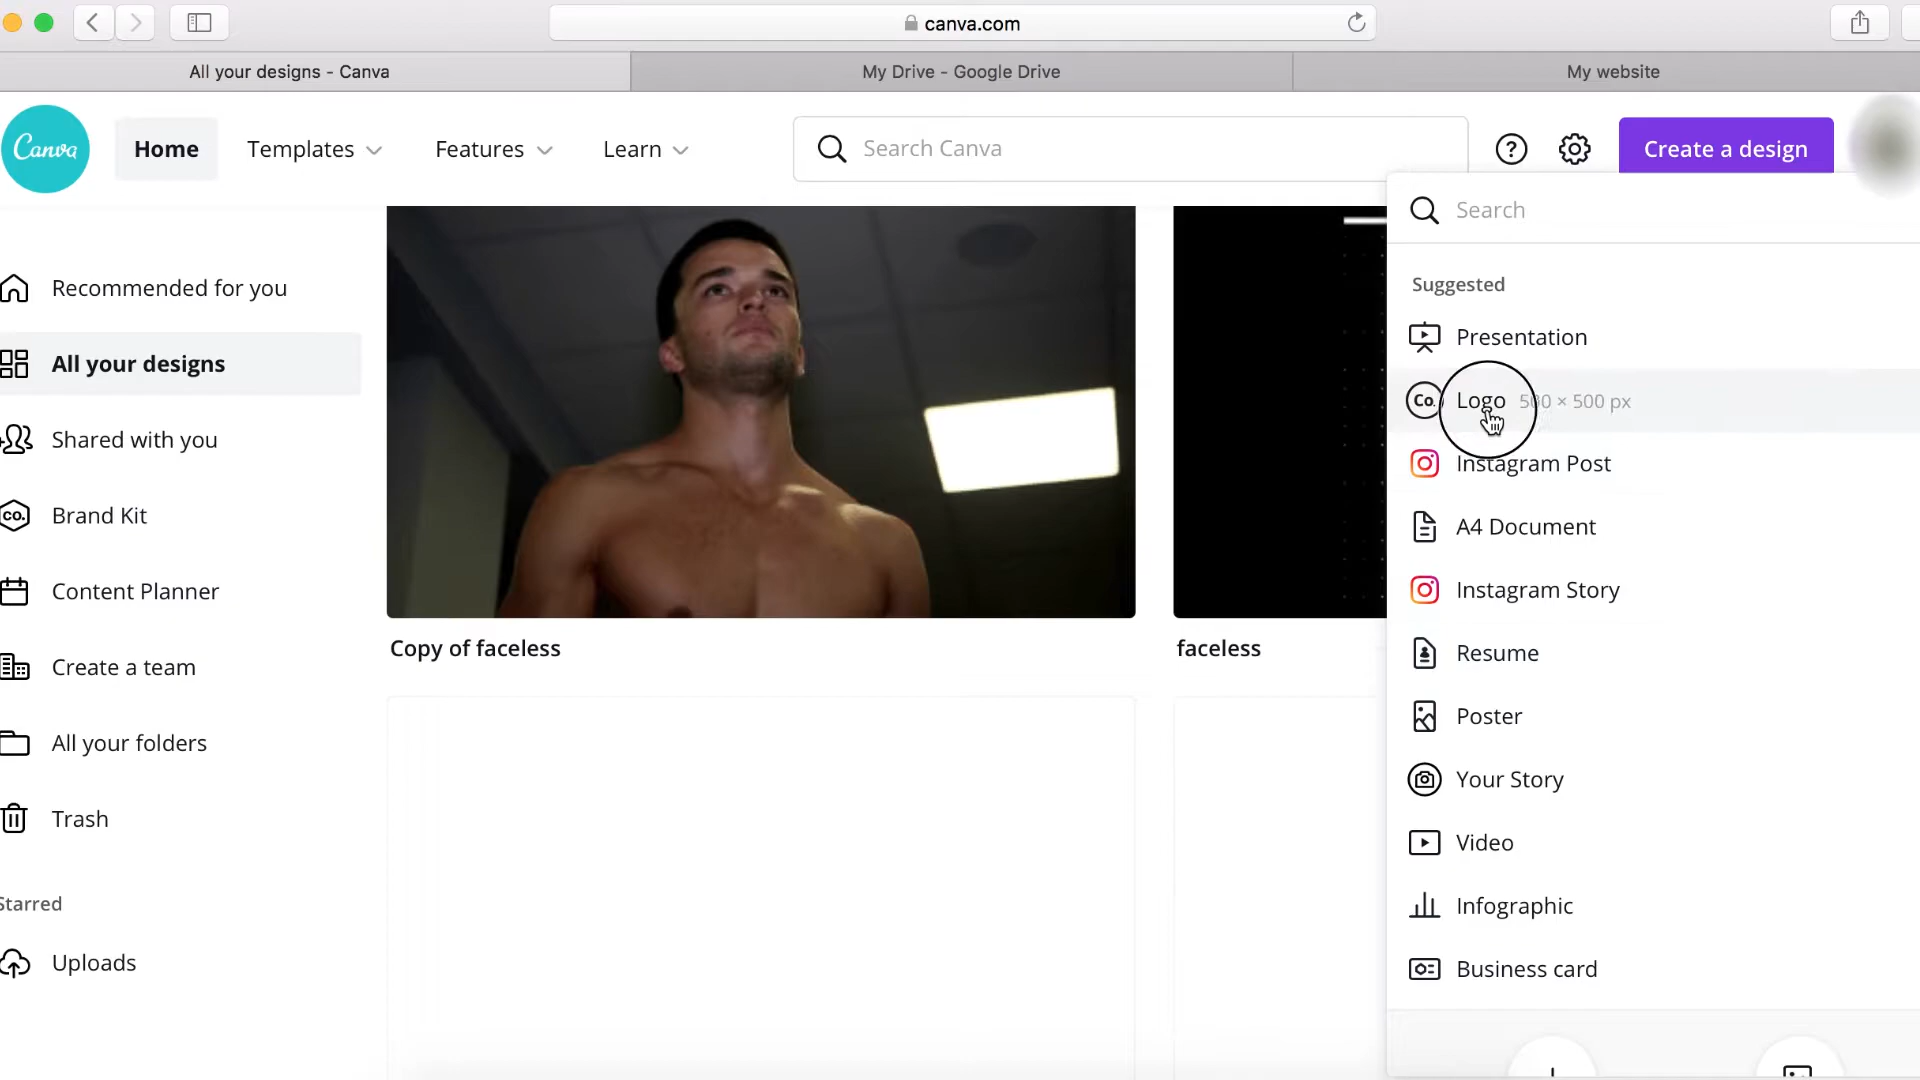 canva.com
All your designs - Canva
My Drive - Google Drive
My website
Canva
Home
Templates
Features
Learn
Search Canva
?
Create a design
Search
Recommended for you
Suggested
Presentation
All your designs
Co.
Logo 500 × 500 px
Shared with you
Instagram Post
CO.
Brand Kit
A4 Document
Content Planner
Instagram Story
Copy of faceless
faceless
Resume
Create a team
Poster
All your folders
Your Story
Trash
Video
Starred
Infographic
Uploads
Business card